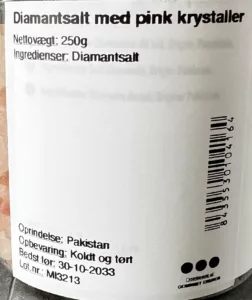 Diamantsalt med pink krystaller
Nettovægt: 250g
Ingredienser: Diamantsalt
8435530104164
Oprindelse: Pakistan
Opbevaring: Koldt og tørt
Bedst før: 30-10-2033
Lot.nr.: MI3213